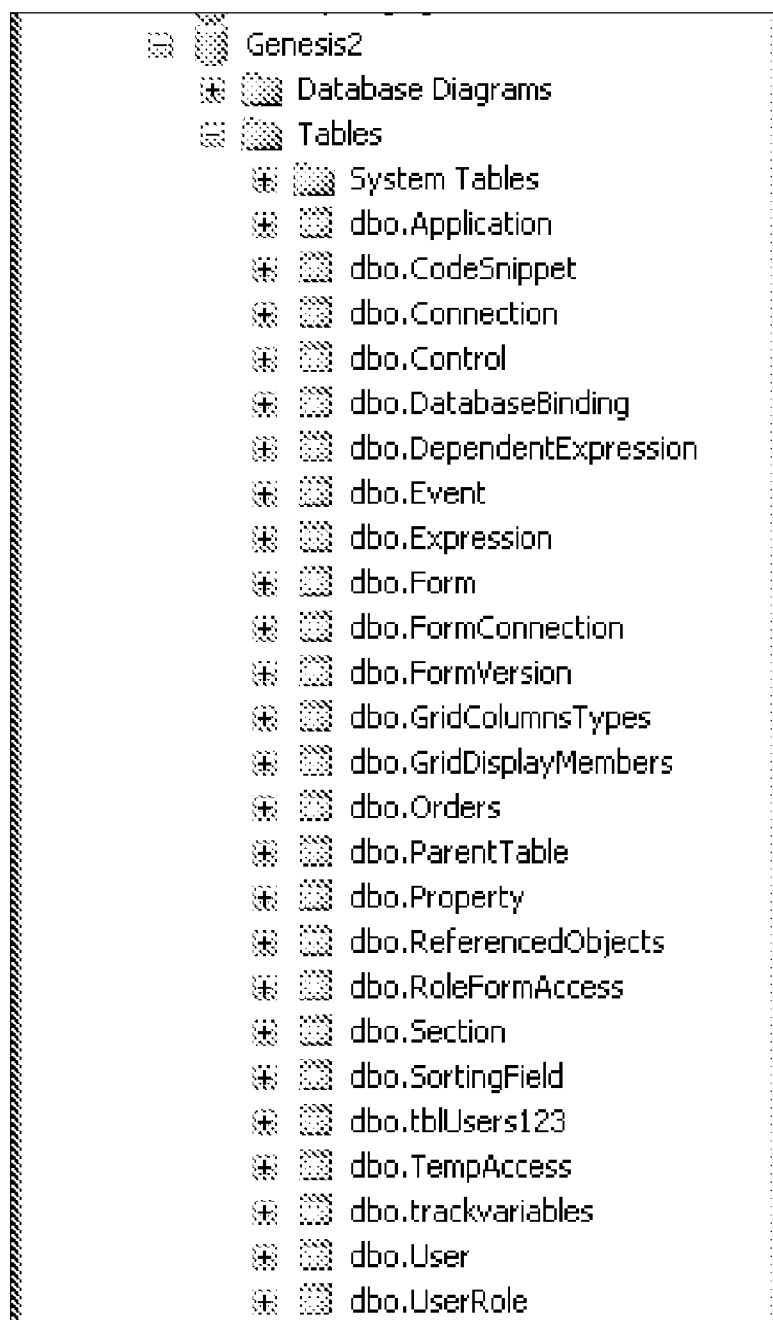 Genesis2
Database Diagrams
Tables
System Tables
dbo.Application
dbo.CodeSnippet
dbo.Connection
dbo.Control
dbo.DatabaseBinding
dbo.DependentExpression
dbo.Event
dbo.Expression
dbo.Form
dbo.FormConnection
dbo.FormVersion
dbo.GridColumnsTypes
dbo.GridDisplayMembers
dbo.Orders
dbo.ParentTable
dbo.Property
dbo.ReferencedObjects
dbo.RoleFormAccess
dbo.Section
dbo.SortingField
dbo.tblUsers123
dbo.TempAccess
dbo.trackvariables
dbo.User
dbo.UserRole